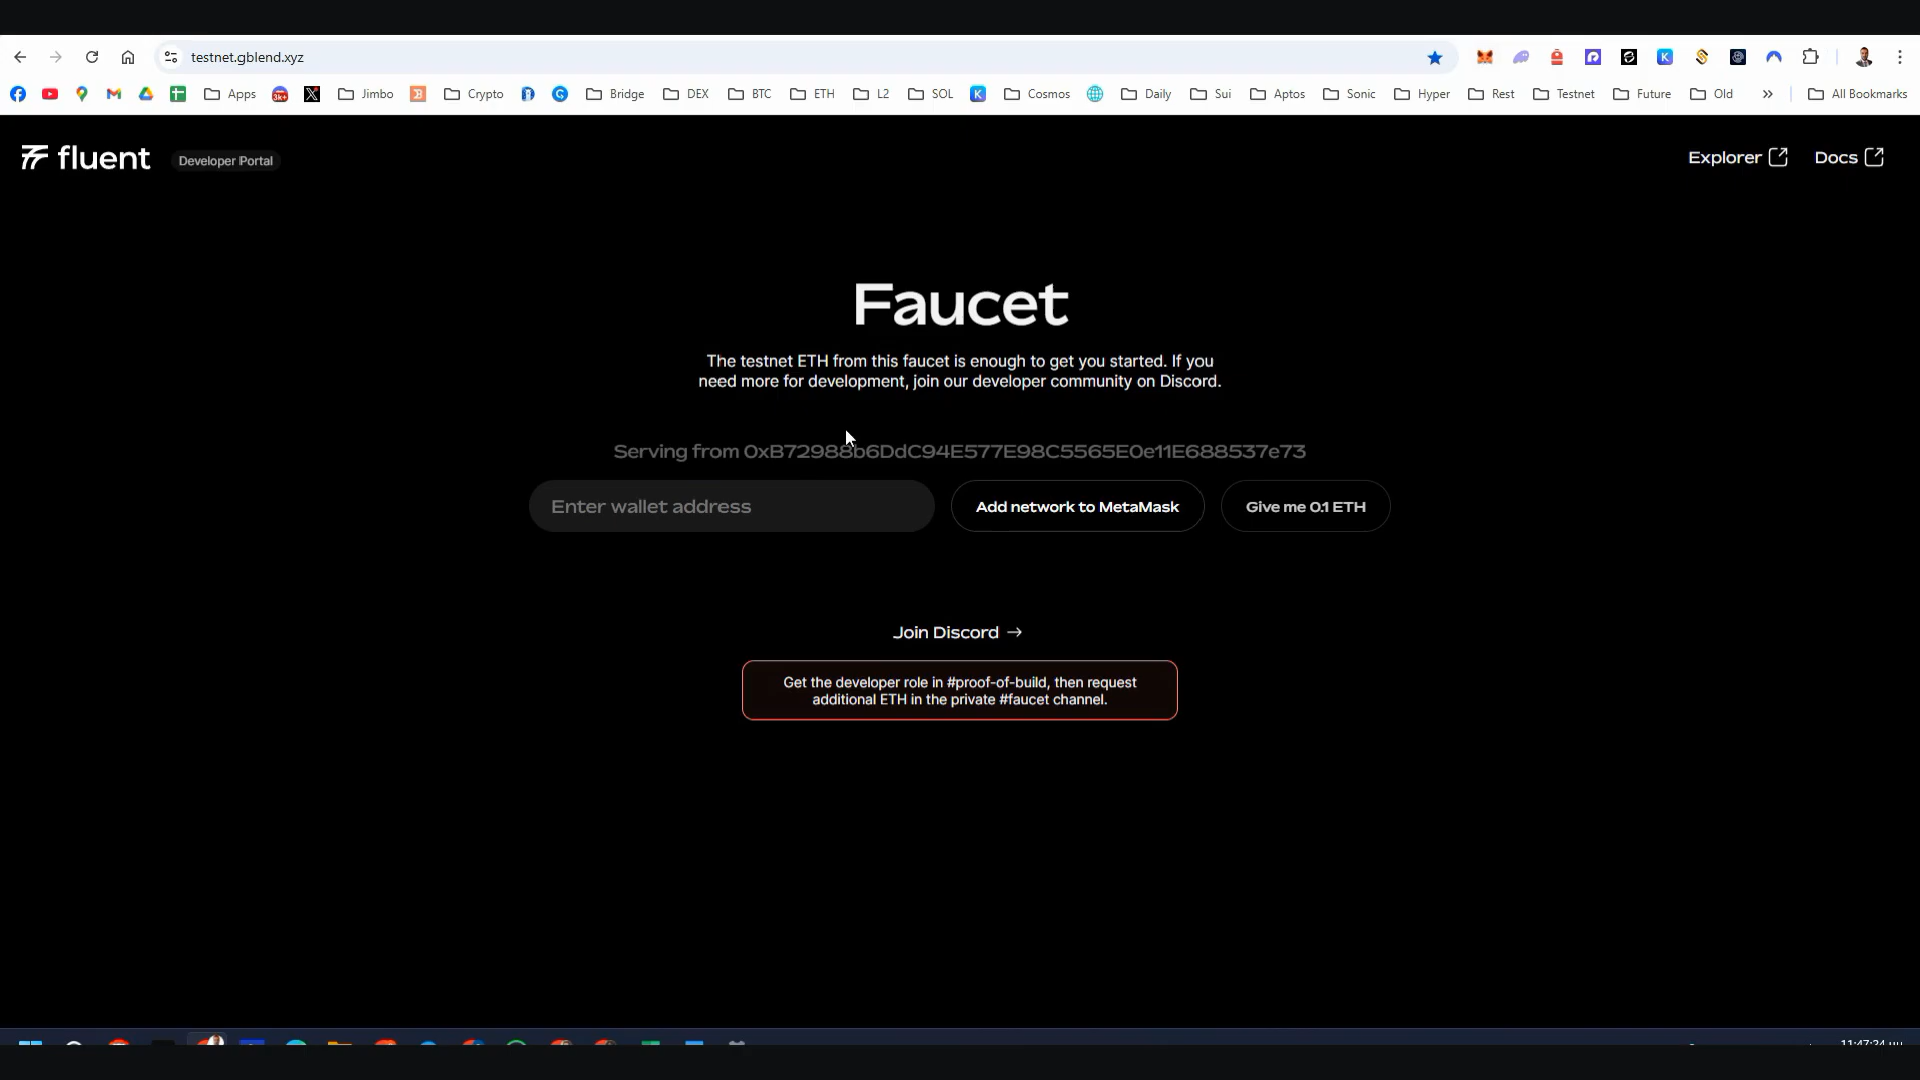 testnet.gblend.xyz
Apps
3k+
Jimbo
Crypto
Bridge
DEX
BTC
ETH
L2
SOL
Cosmos
Daily
Sui
Aptos
Sonic
Hyper
Rest
Testnet
Future
Old
All Bookmarks
fluent
Developer Portal
Explorer
Docs
Faucet
The testnet ETH from this faucet is enough to get you started. If you
need more for development, join our developer community on Discord.
Serving from 0xB72988b6DdC94E577E98C5565E0e11E688537e73
Enter wallet address
Add network to MetaMask
Give me 0.1 ETH
Join Discord →
Get the developer role in #proof-of-build, then request
additional ETH in the private #faucet channel.